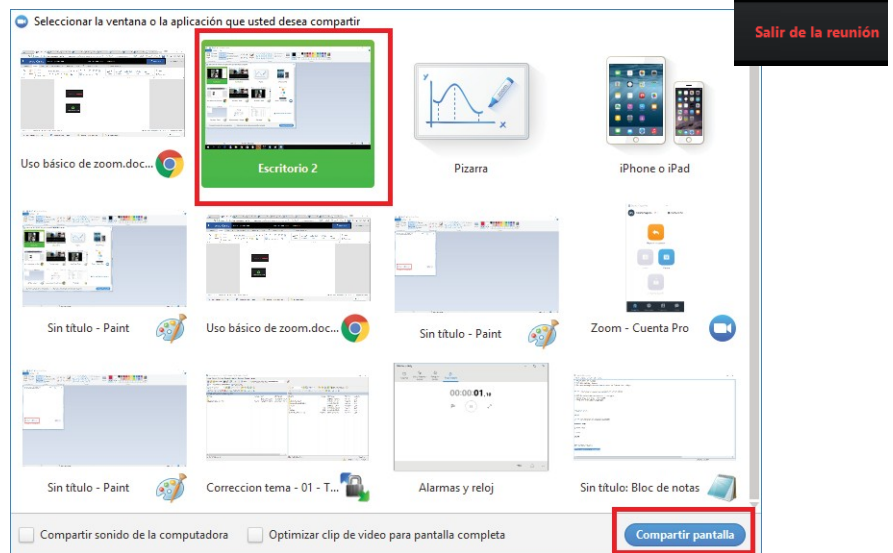 Seleccionar la ventana o la aplicación que usted desea compartir
Salir de la reunión
Uso básico de zoom.doc...
Escritorio 2
Pizarra
iPhone o iPad
Sin título - Paint
Uso básico de zoom.doc...
Sin título - Paint
Zoom - Cuenta Pro
Sin título - Paint
Correccion tema - 01 - T...
Alarmas y reloj
Sin título: Bloc de notas
00:00:01
Compartir sonido de la computadora
Optimizar clip de video para pantalla completa
Compartir pantalla